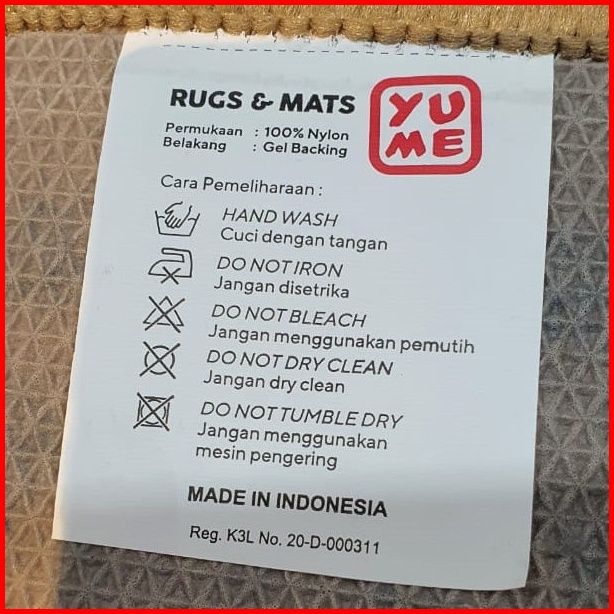 RUGS & MATS
YU
ME
Permukaan : 100% Nylon
Belakang : Gel Backing
Cara Pemeliharaan :
HAND WASH
Cuci dengan tangan
DO NOT IRON
Jangan disetrika
DO NOT BLEACH
Jangan menggunakan pemutih
DO NOT DRY CLEAN
Jangan dry clean
DO NOT TUMBLE DRY
Jangan menggunakan
mesin pengering
MADE IN INDONESIA
Reg. K3L No. 20-D-000311